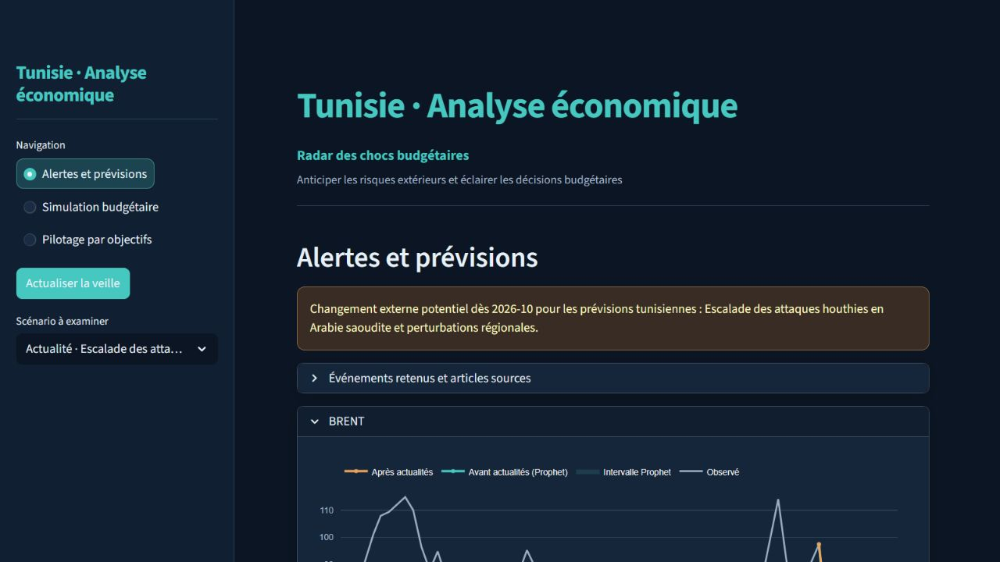 Tunisie · Analyse
économique
Navigation
Alertes et prévisions
Simulation budgétaire
Pilotage par objectifs
Actualiser la veille
Scénario à examiner
Actualité · Escalade des atta…
Tunisie · Analyse économique
Radar des chocs budgétaires
Anticiper les risques extérieurs et éclairer les décisions budgétaires
Alertes et prévisions
Changement externe potentiel dès 2026-10 pour les prévisions tunisiennes : Escalade des attaques houthies en
Arabie saoudite et perturbations régionales.
Événements retenus et articles sources
BRENT
Après actualités Avant actualités (Prophet) Intervalle Prophet Observé
110
100